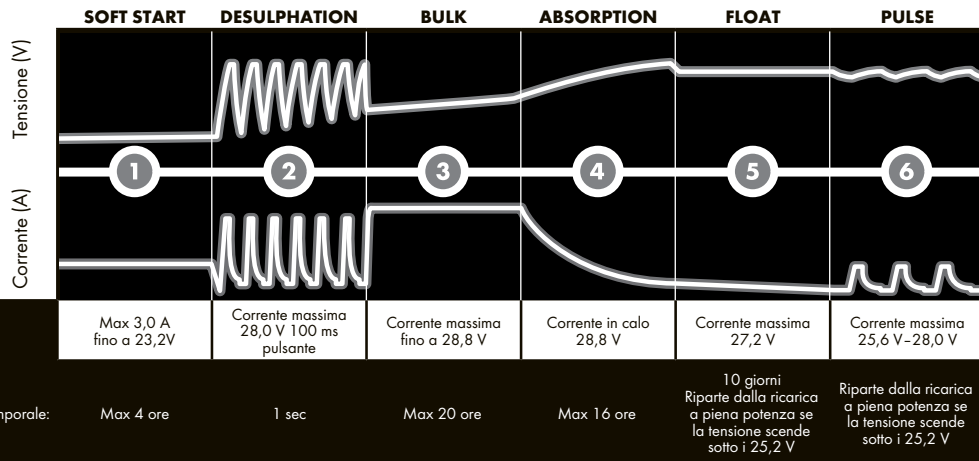 SOFT START DESULPHATION BULK ABSORPTION FLOAT PULSE
Tensione (V)
1 2 3 4 5 6
Corrente (A)
Max 3,0 A
fino a 23,2V
Corrente massima
28,0 V 100 ms
pulsante
Corrente massima
fino a 28,8 V
Corrente in calo
28,8 V
Corrente massima
27,2 V
Corrente massima
25,6 V–28,0 V
Max 4 ore
1 sec
Max 20 ore
Max 16 ore
10 giorni
Riparte dalla ricarica
a piena potenza se
la tensione scende
sotto i 25,2 V
Riparte dalla ricarica
a piena potenza se
la tensione scende
sotto i 25,2 V